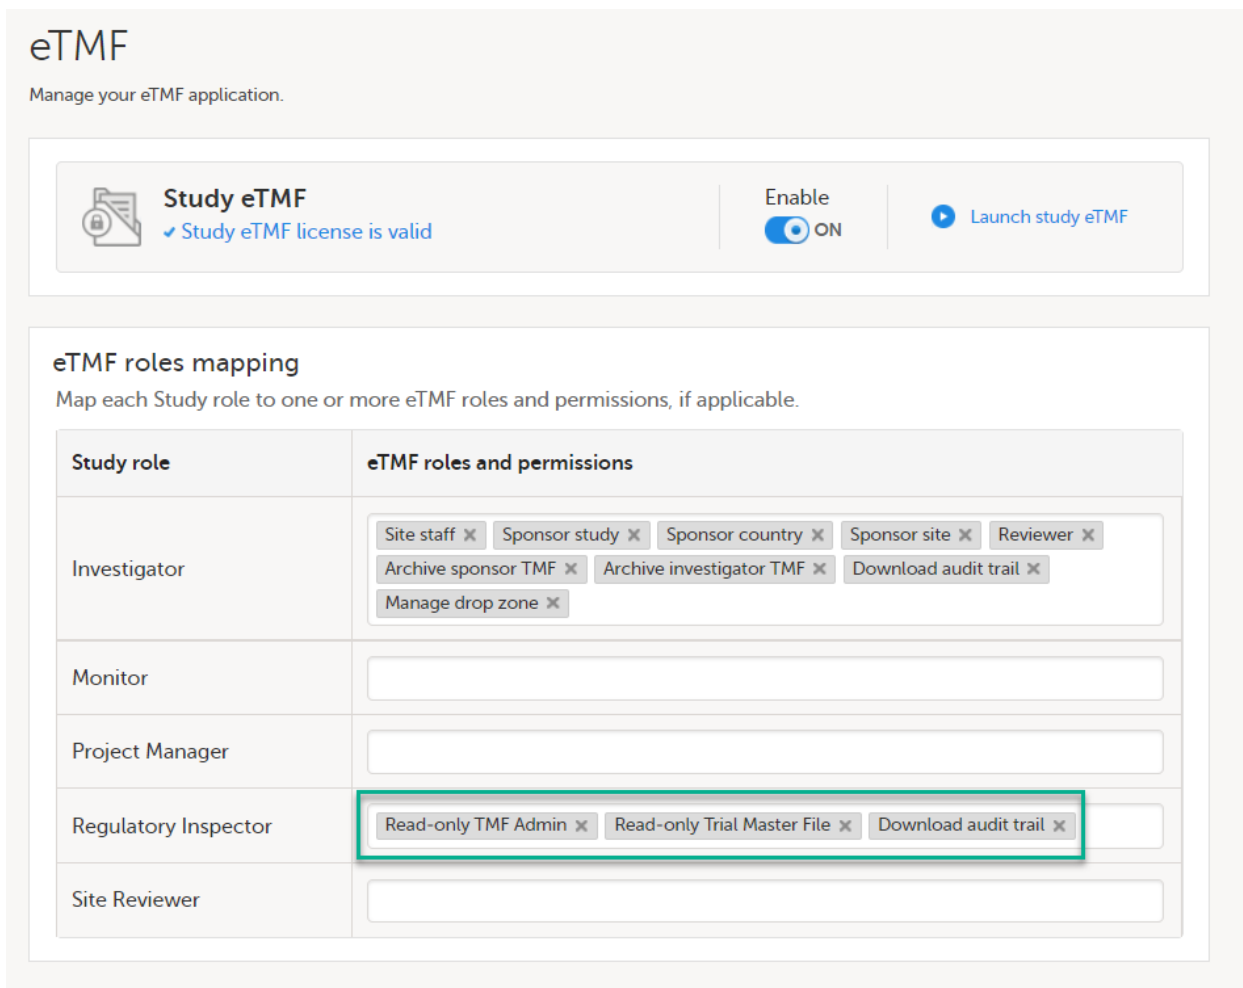 eTMF
Manage your eTMF application.
Study eTMF
Study eTMF license is valid
Enable
ON
Launch study eTMF
eTMF roles mapping
Map each Study role to one or more eTMF roles and permissions, if applicable.
Study role eTMF roles and permissions
Investigator
Site staff Sponsor study Sponsor country Sponsor site Reviewer
Archive sponsor TMF Archive investigator TMF Download audit trail
Manage drop zone
Monitor
Project Manager
Regulatory Inspector Read-only TMF Admin Read-only Trial Master File Download audit trail
Site Reviewer